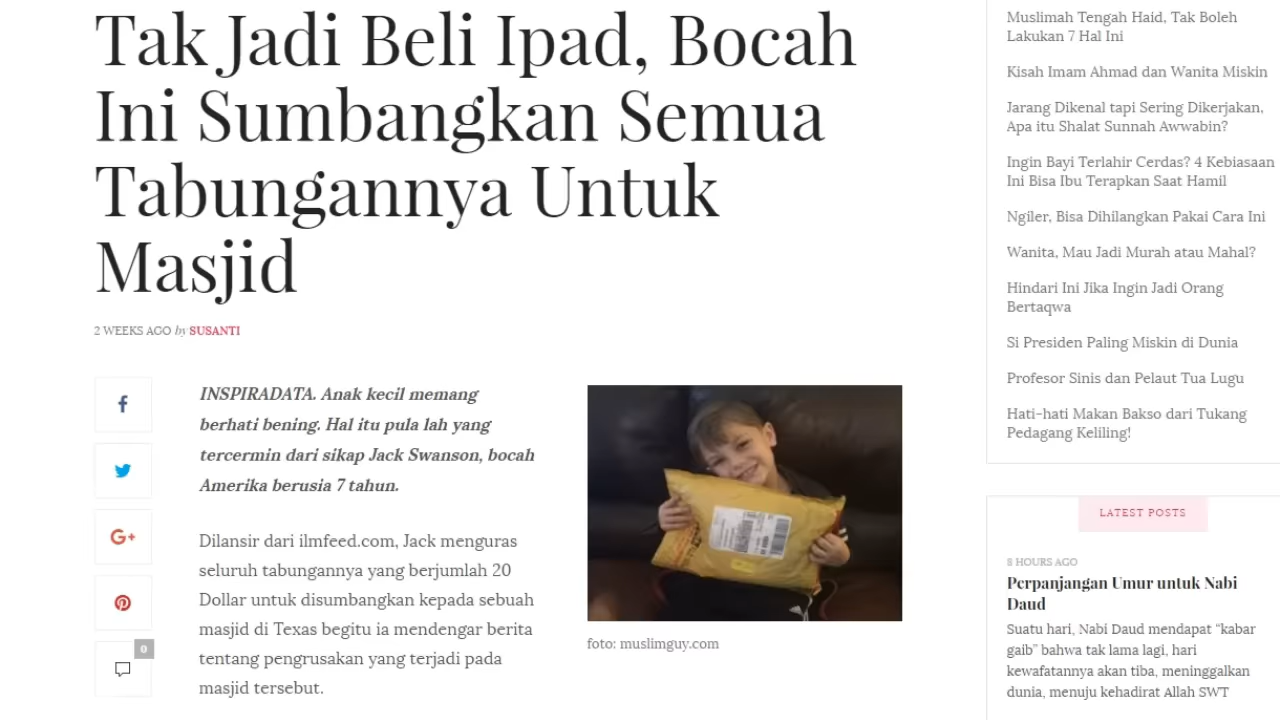 Tak Jadi Beli Ipad, Bocah
Ini Sumbangkan Semua
Tabungannya Untuk
Masjid
2 WEEKS AGO by SUSANTI
INSPIRADATA. Anak kecil memang
berhati bening. Hal itu pula lah yang
tercermin dari sikap Jack Swanson, bocah
Amerika berusia 7 tahun.
Dilansir dari ilmfeed.com, Jack menguras
seluruh tabungannya yang berjumlah 20
Dollar untuk disumbangkan kepada sebuah
masjid di Texas begitu ia mendengar berita
tentang pengrusakan yang terjadi pada
masjid tersebut.
0
foto: muslimguy.com
Muslimah Tengah Haid, Tak Boleh
Lakukan 7 Hal Ini
Kisah Imam Ahmad dan Wanita Miskin
Jarang Dikenal tapi Sering Dikerjakan,
Apa itu Shalat Sunnah Awwabin?
Ingin Bayi Terlahir Cerdas? 4 Kebiasaan
Ini Bisa Ibu Terapkan Saat Hamil
Ngiler, Bisa Dihilangkan Pakai Cara Ini
Wanita, Mau Jadi Murah atau Mahal?
Hindari Ini Jika Ingin Jadi Orang
Bertaqwa
Si Presiden Paling Miskin di Dunia
Profesor Sinis dan Pelaut Tua Lugu
Hati-hati Makan Bakso dari Tukang
Pedagang Keliling!
LATEST POSTS
HOURS AGO
Perpanjangan Umur untuk Nabi
Daud
Suatu hari, Nabi Daud mendapat “kabar
gaib” bahwa tak lama lagi, hari
kewafatannya akan tiba, meninggalkan
dunia, menuju kehadirat Allah SWT